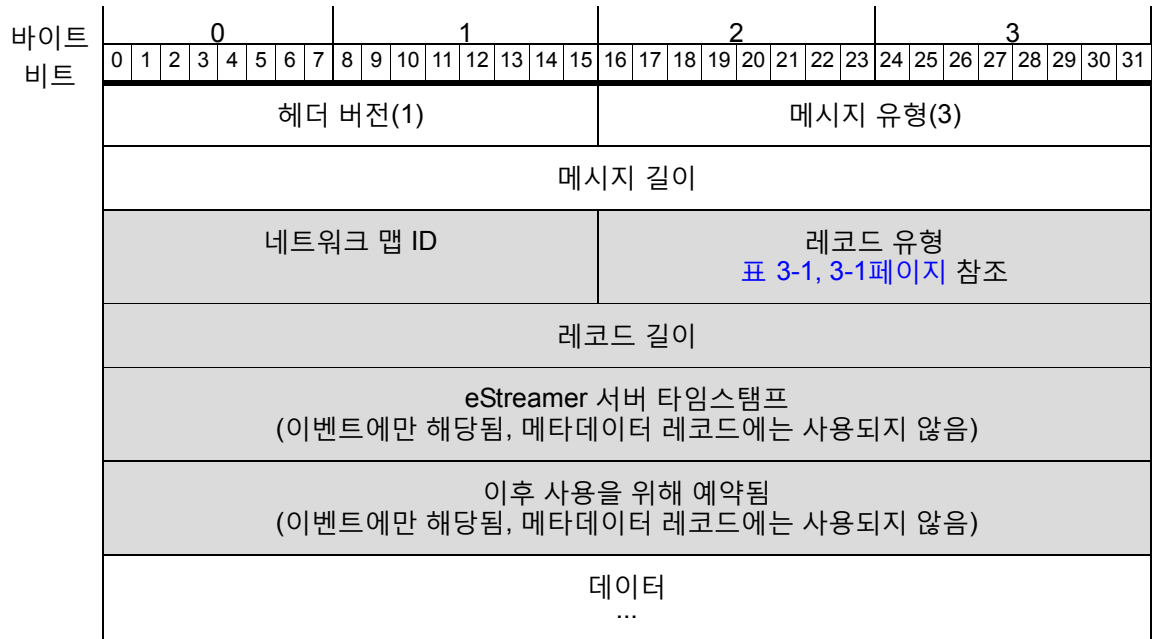 바이트 0 1 2 3
비트 0 1 2 3 4 5 6 7 8 9 10 11 12 13 14 15 16 17 18 19 20 21 22 23 24 25 26 27 28 29 30 31
헤더 버전(1) 메시지 유형(3)
메시지 길이
네트워크 맵 ID 레코드 유형
표 3-1, 3-1페이지 참조
레코드 길이
eStreamer 서버 타임스탬프
(이벤트에만 해당됨, 메타데이터 레코드에는 사용되지 않음)
이후 사용을 위해 예약됨
(이벤트에만 해당됨, 메타데이터 레코드에는 사용되지 않음)
데이터
...